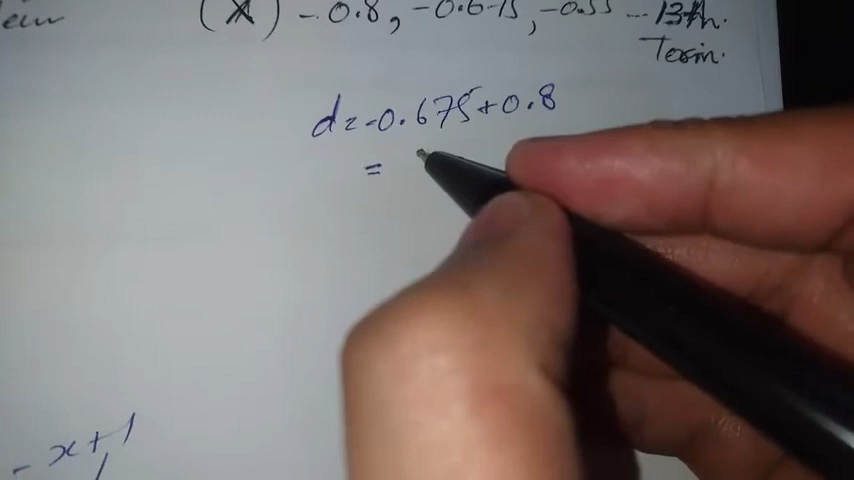 (X) -0.8, -0.675, -0.55 --- 13th
Term.
d = -0.675 + 0.8
=
- x + 1